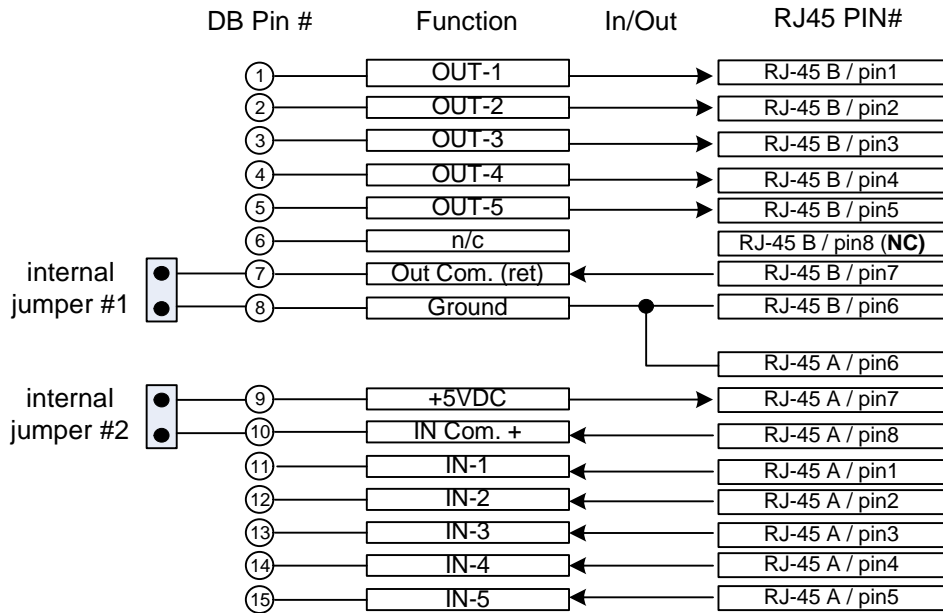 DB Pin # Function In/Out RJ45 PIN#
1 OUT-1 RJ-45 B / pin1
2 OUT-2 RJ-45 B / pin2
3 OUT-3 RJ-45 B / pin3
4 OUT-4 RJ-45 B / pin4
5 OUT-5 RJ-45 B / pin5
6 n/c RJ-45 B / pin8 (NC)
internal jumper #1
7 Out Com. (ret) RJ-45 B / pin7
8 Ground RJ-45 B / pin6
RJ-45 A / pin6
internal jumper #2
9 +5VDC RJ-45 A / pin7
10 IN Com. + RJ-45 A / pin8
11 IN-1 RJ-45 A / pin1
12 IN-2 RJ-45 A / pin2
13 IN-3 RJ-45 A / pin3
14 IN-4 RJ-45 A / pin4
15 IN-5 RJ-45 A / pin5